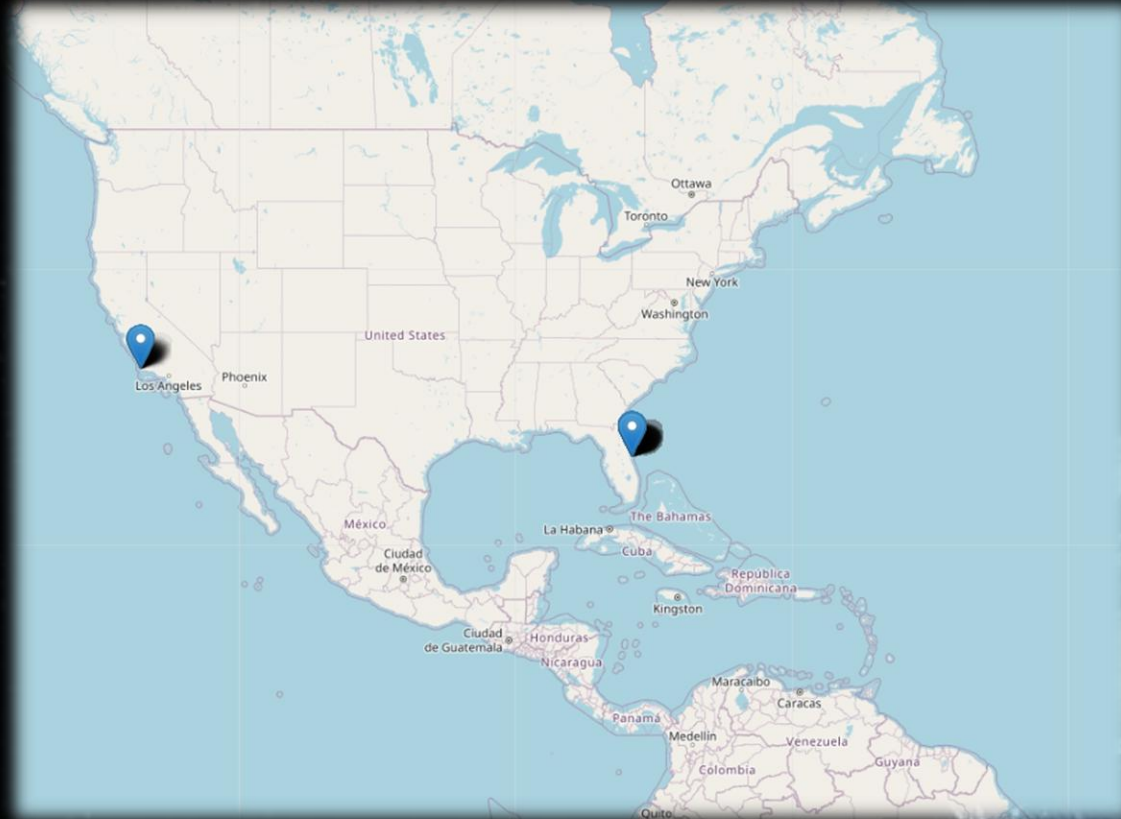 Ottawa
Toronto
New York
Washington
United States
Los Angeles
Phoenix
México
Ciudad
de México
La Habana
The Bahamas
Cuba
República
Dominicana
Kingston
Ciudad
de Guatemala
Honduras
Nicaragua
Panamá
Maracaibo
Caracas
Medellín
Venezuela
Colombia
Guyana
Quito